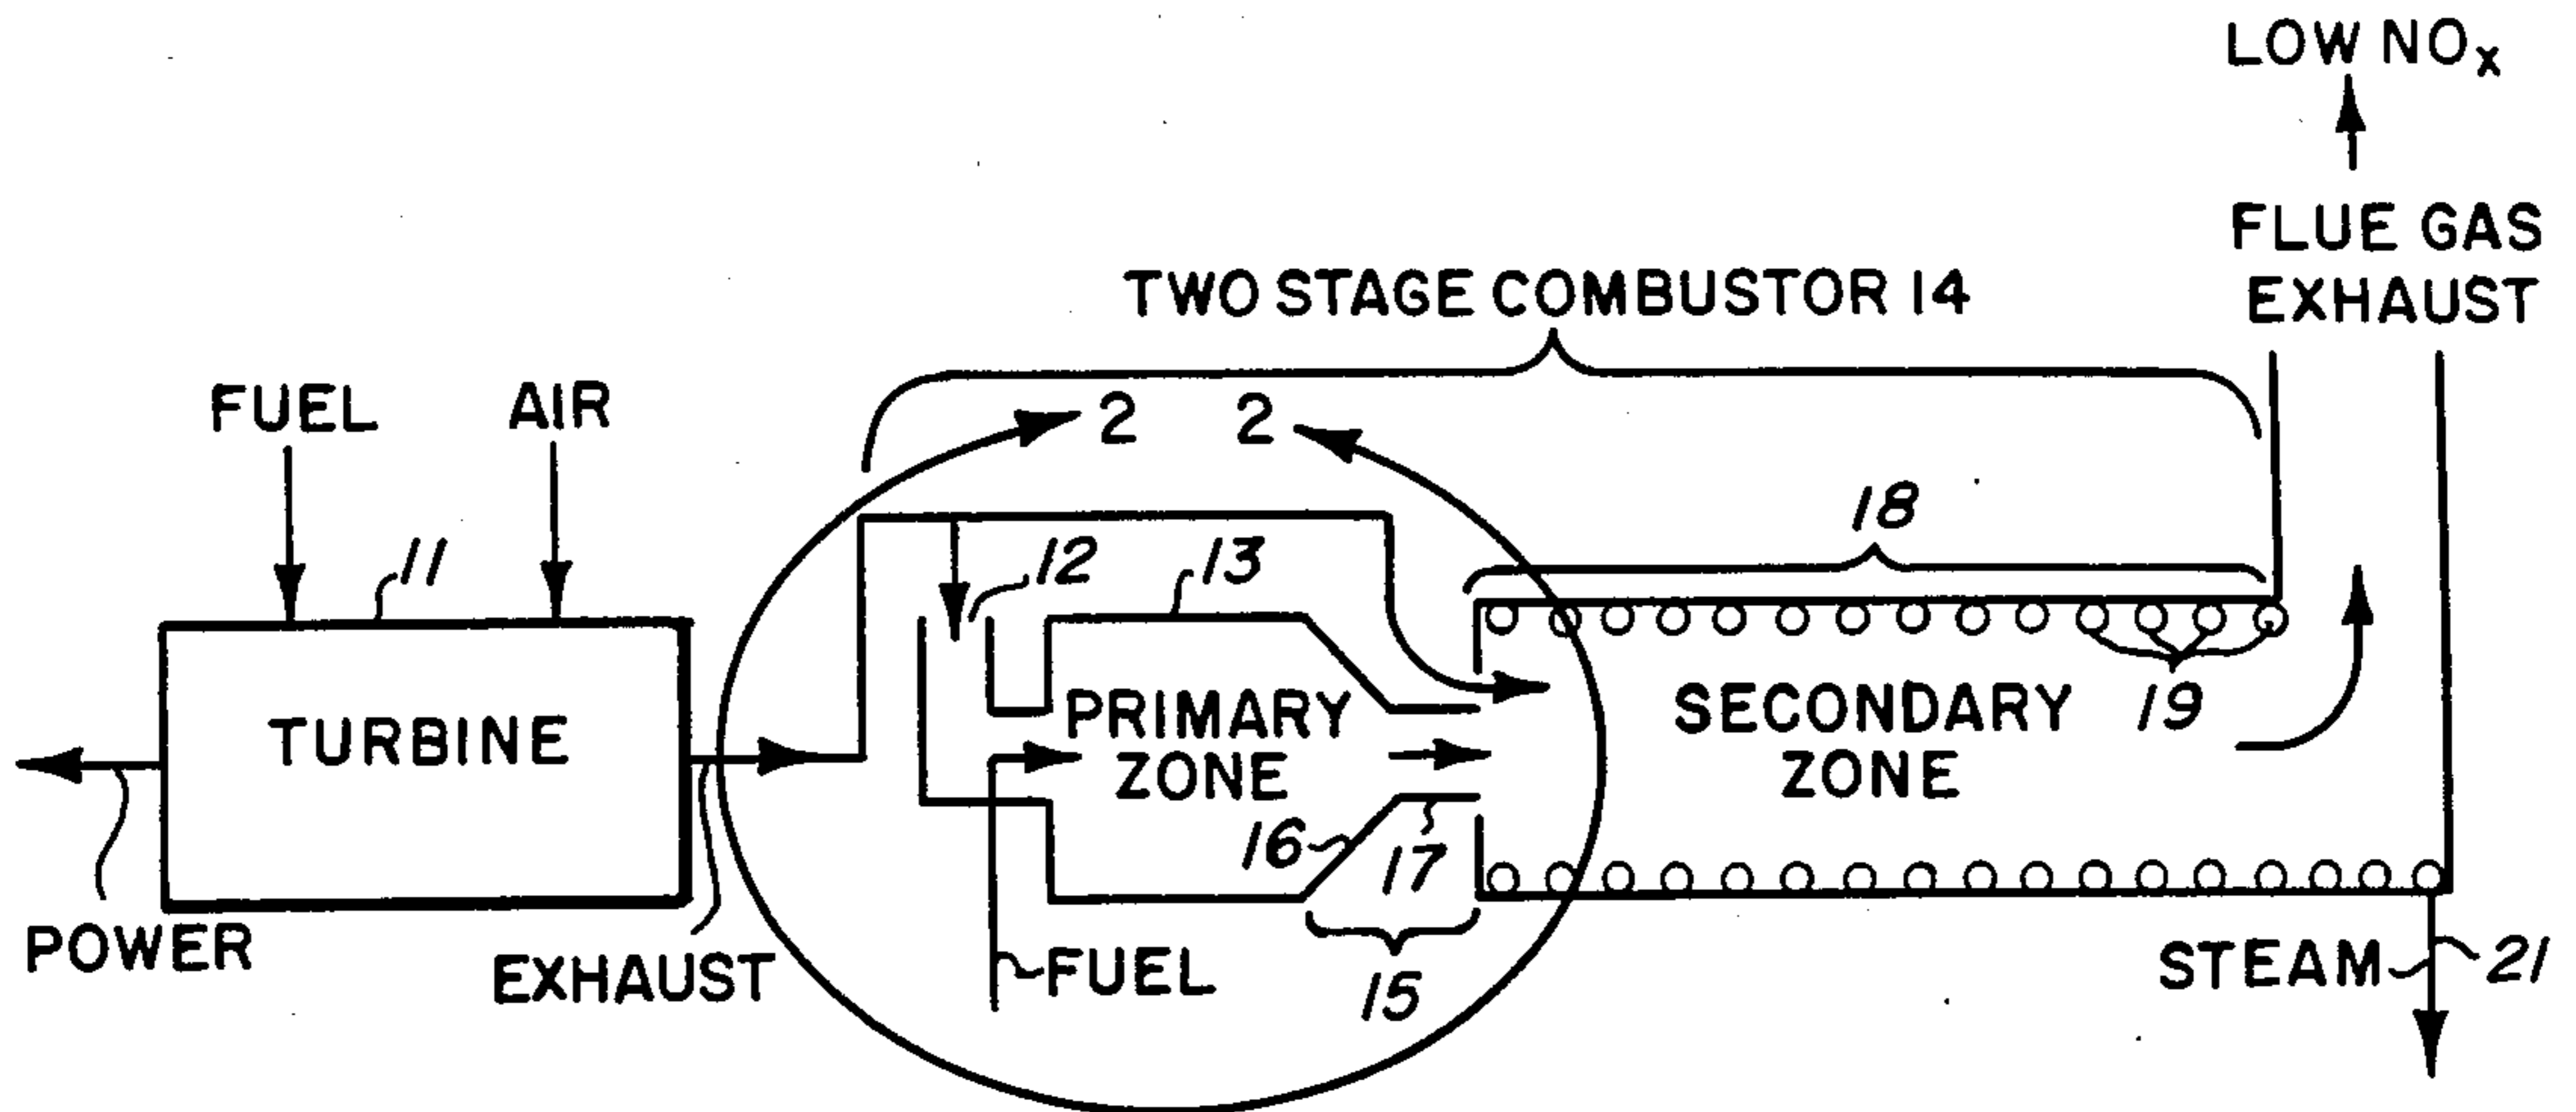 LOW NOx
FLUE GAS
EXHAUST
TWO STAGE COMBUSTOR 14
FUEL
AIR
2
2
18
11
12
13
TURBINE
PRIMARY
ZONE
SECONDARY
ZONE
19
16
17
POWER
EXHAUST
FUEL
15
STEAM
21